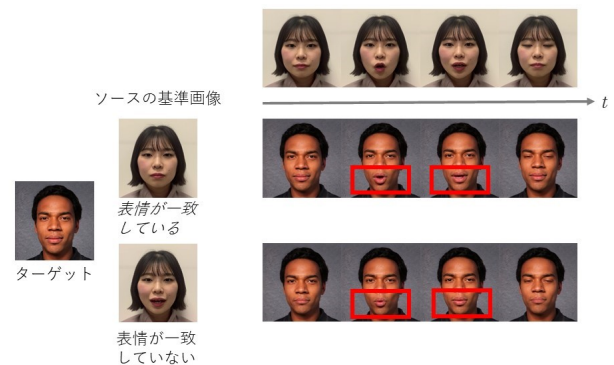 ソースの基準画像
t
表情が一致
している
ターゲット
表情が一致
していない